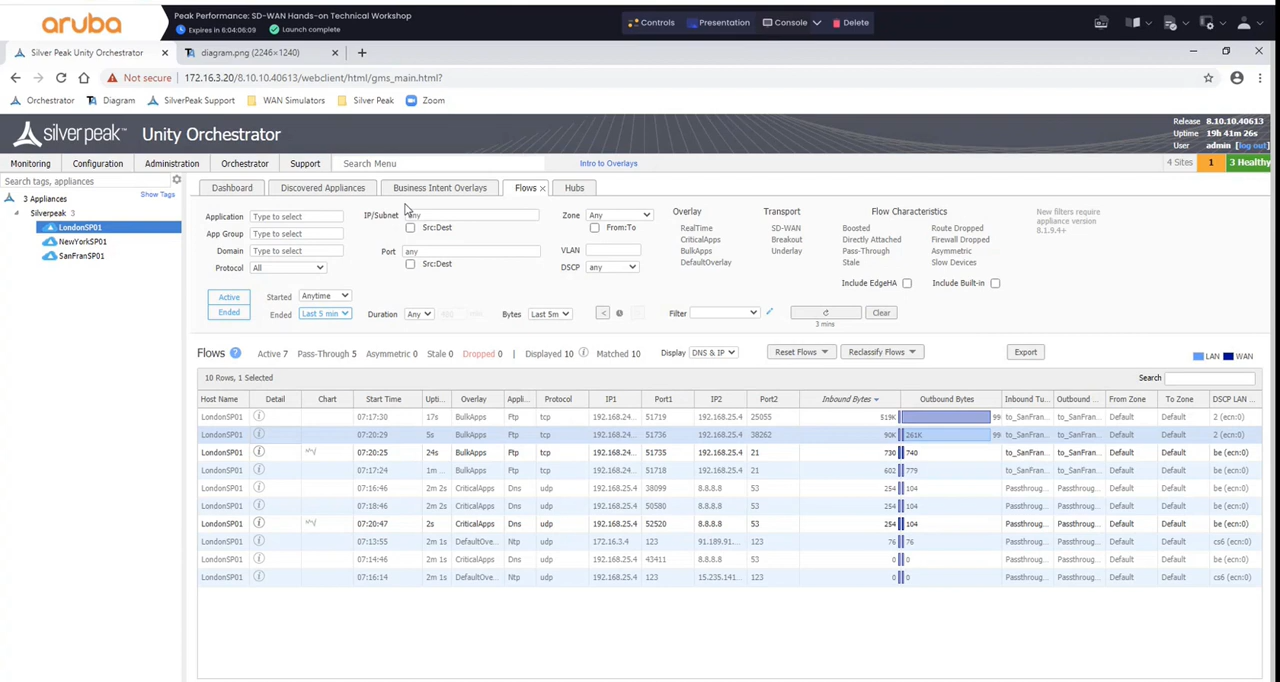 aruba
Peak Performance: SD-WAN Hands-on Technical Workshop
Expires in 6:04:06:09 Launch complete
Controls Presentation Console Delete
Silver Peak Unity Orchestrator diagram.png (2246×1240)
Not secure 172.16.3.20/8.10.10.40613/webclient/html/gms_main.html?
Orchestrator Diagram SilverPeak Support WAN Simulators Silver Peak Zoom
silver peak™ Unity Orchestrator
Release 8.10.10.40613
Uptime 19h 41m 26s
User admin [log out]
Monitoring Configuration Administration Orchestrator Support Search Menu Intro to Overlays 4 Sites 1 3 Healthy
Search tags, appliances
Show Tags
3 Appliances
Silverpeak 3
LondonSP01
NewYorkSP01
SanFranSP01
Dashboard Discovered Appliances Business Intent Overlays Flows × Hubs
Application Type to select IP/Subnet any Zone Any Overlay Transport Flow Characteristics New filters require
appliance version
8.1.9.4+
App Group Type to select Src:Dest From:To RealTime SD-WAN Boosted Route Dropped
Domain Type to select Port any VLAN CriticalApps Breakout Directly Attached Firewall Dropped
Protocol All Src:Dest DSCP any BulkApps Underlay Pass-Through Asymmetric
DefaultOverlay Stale Slow Devices
Include EdgeHA Include Built-in
Active Started Anytime
Ended Ended Last 5 min Duration Any Bytes Last 5m < Filter Clear
3 mins
Flows ? Active 7 Pass-Through 5 Asymmetric 0 Stale 0 Dropped 0 | Displayed 10 Matched 10 Display DNS & IP Reset Flows Reclassify Flows Export LAN WAN
10 Rows, 1 Selected Search
Host Name Detail Chart Start Time Upti... Overlay Appli... Protocol IP1 Port1 IP2 Port2 Inbound Bytes Outbound Bytes Inbound Tu... Outbound ... From Zone To Zone DSCP LAN ...
LondonSP01 07:17:30 17s BulkApps Ftp tcp 192.168.24... 51719 192.168.25.4 25055 519K 99 to_SanFran... to_SanFran... Default Default 2 (ecn:0)
LondonSP01 07:20:29 5s BulkApps Ftp tcp 192.168.24... 51736 192.168.25.4 38262 90K 261K 99 to_SanFran... to_SanFran... Default Default 2 (ecn:0)
LondonSP01 07:20:25 24s BulkApps Ftp tcp 192.168.24... 51735 192.168.25.4 21 730 740 to_SanFran... to_SanFran... Default Default be (ecn:0)
LondonSP01 07:17:24 1m ... BulkApps Ftp tcp 192.168.24... 51718 192.168.25.4 21 602 779 to_SanFran... to_SanFran... Default Default be (ecn:0)
LondonSP01 07:16:46 2m 2s CriticalApps Dns udp 192.168.25.4 38099 8.8.8.8 53 254 104 Passthroug... Passthroug... Default Default be (ecn:0)
LondonSP01 07:18:46 2m 2s CriticalApps Dns udp 192.168.25.4 50580 8.8.8.8 53 254 104 Passthroug... Passthroug... Default Default be (ecn:0)
LondonSP01 07:20:47 2s CriticalApps Dns udp 192.168.25.4 52520 8.8.8.8 53 254 104 Passthroug... Passthroug... Default Default be (ecn:0)
LondonSP01 07:13:55 2m 1s DefaultOve... Ntp udp 172.16.3.4 123 91.189.91... 123 76 76 Passthroug... Passthroug... Default Default cs6 (ecn:0)
LondonSP01 07:14:46 2m 1s CriticalApps Dns udp 192.168.25.4 43411 8.8.8.8 53 0 0 Passthroug... Passthroug... Default Default be (ecn:0)
LondonSP01 07:16:14 2m 1s DefaultOve... Ntp udp 192.168.25.4 123 15.235.141... 123 0 0 Passthroug... Passthroug... Default Default cs6 (ecn:0)